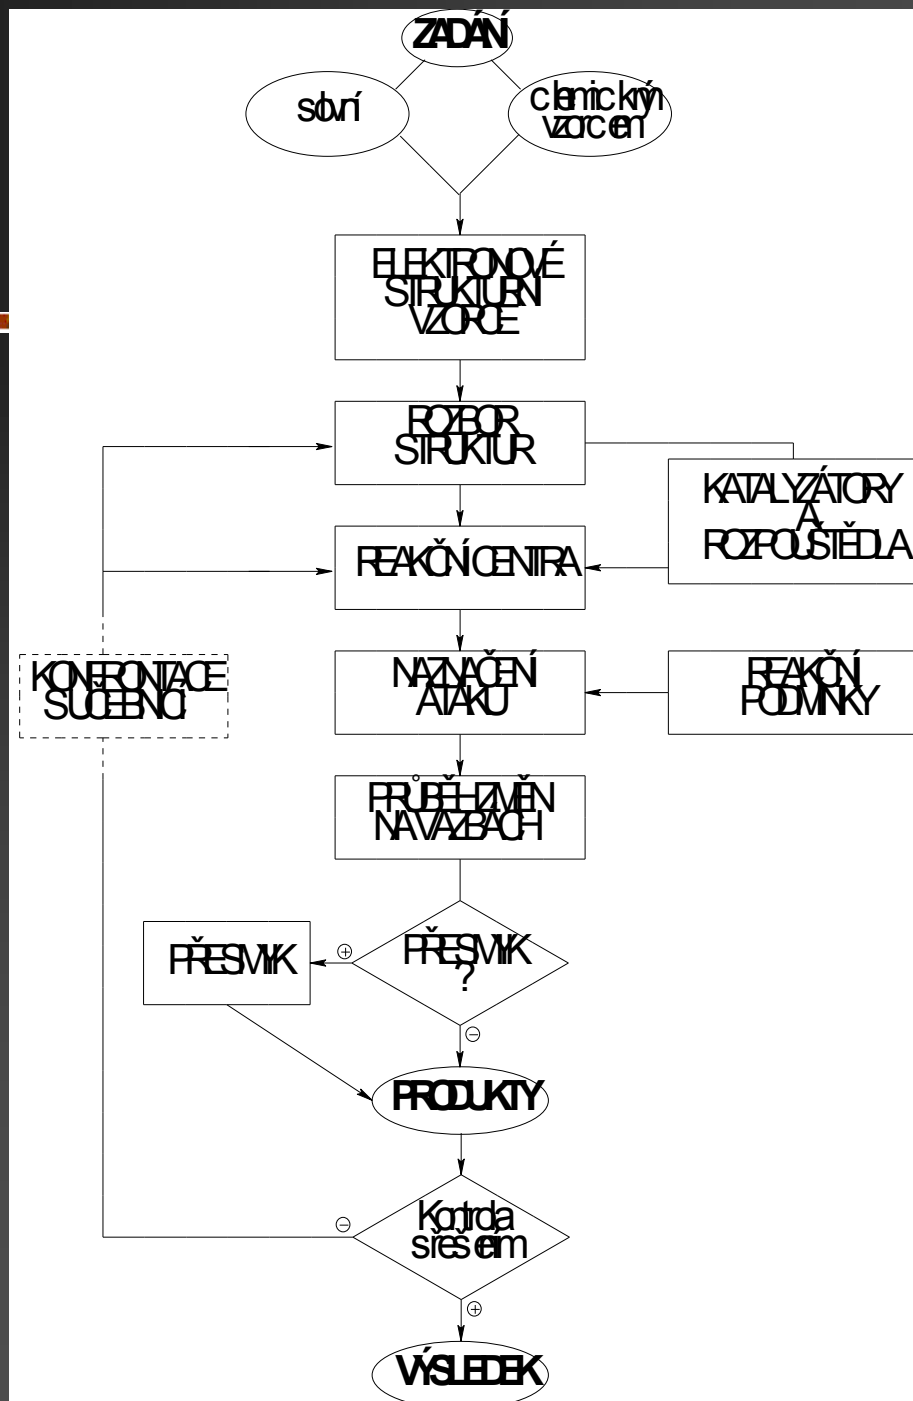 ZADÁNÍ
slovní
chemickým
vzorcem
ELEKTRONOVÉ
STRUKTURNÍ
VZORCE
ROZBOR
STRUKTUR
KATALYZÁTORY
A
ROZPOUŠTĚDLA
REAKČNÍ CENTRA
KONFRONTACE
S UČEBNICÍ
NAZNAČENÍ
ATAKU
REAKČNÍ
PODMÍNKY
PRŮBĚH ZMĚN
NA VAZBÁCH
PŘESMYK
+
PŘESMYK
?
−
PRODUKTY
−
Kontrola
s řešením
+
VÝSLEDEK